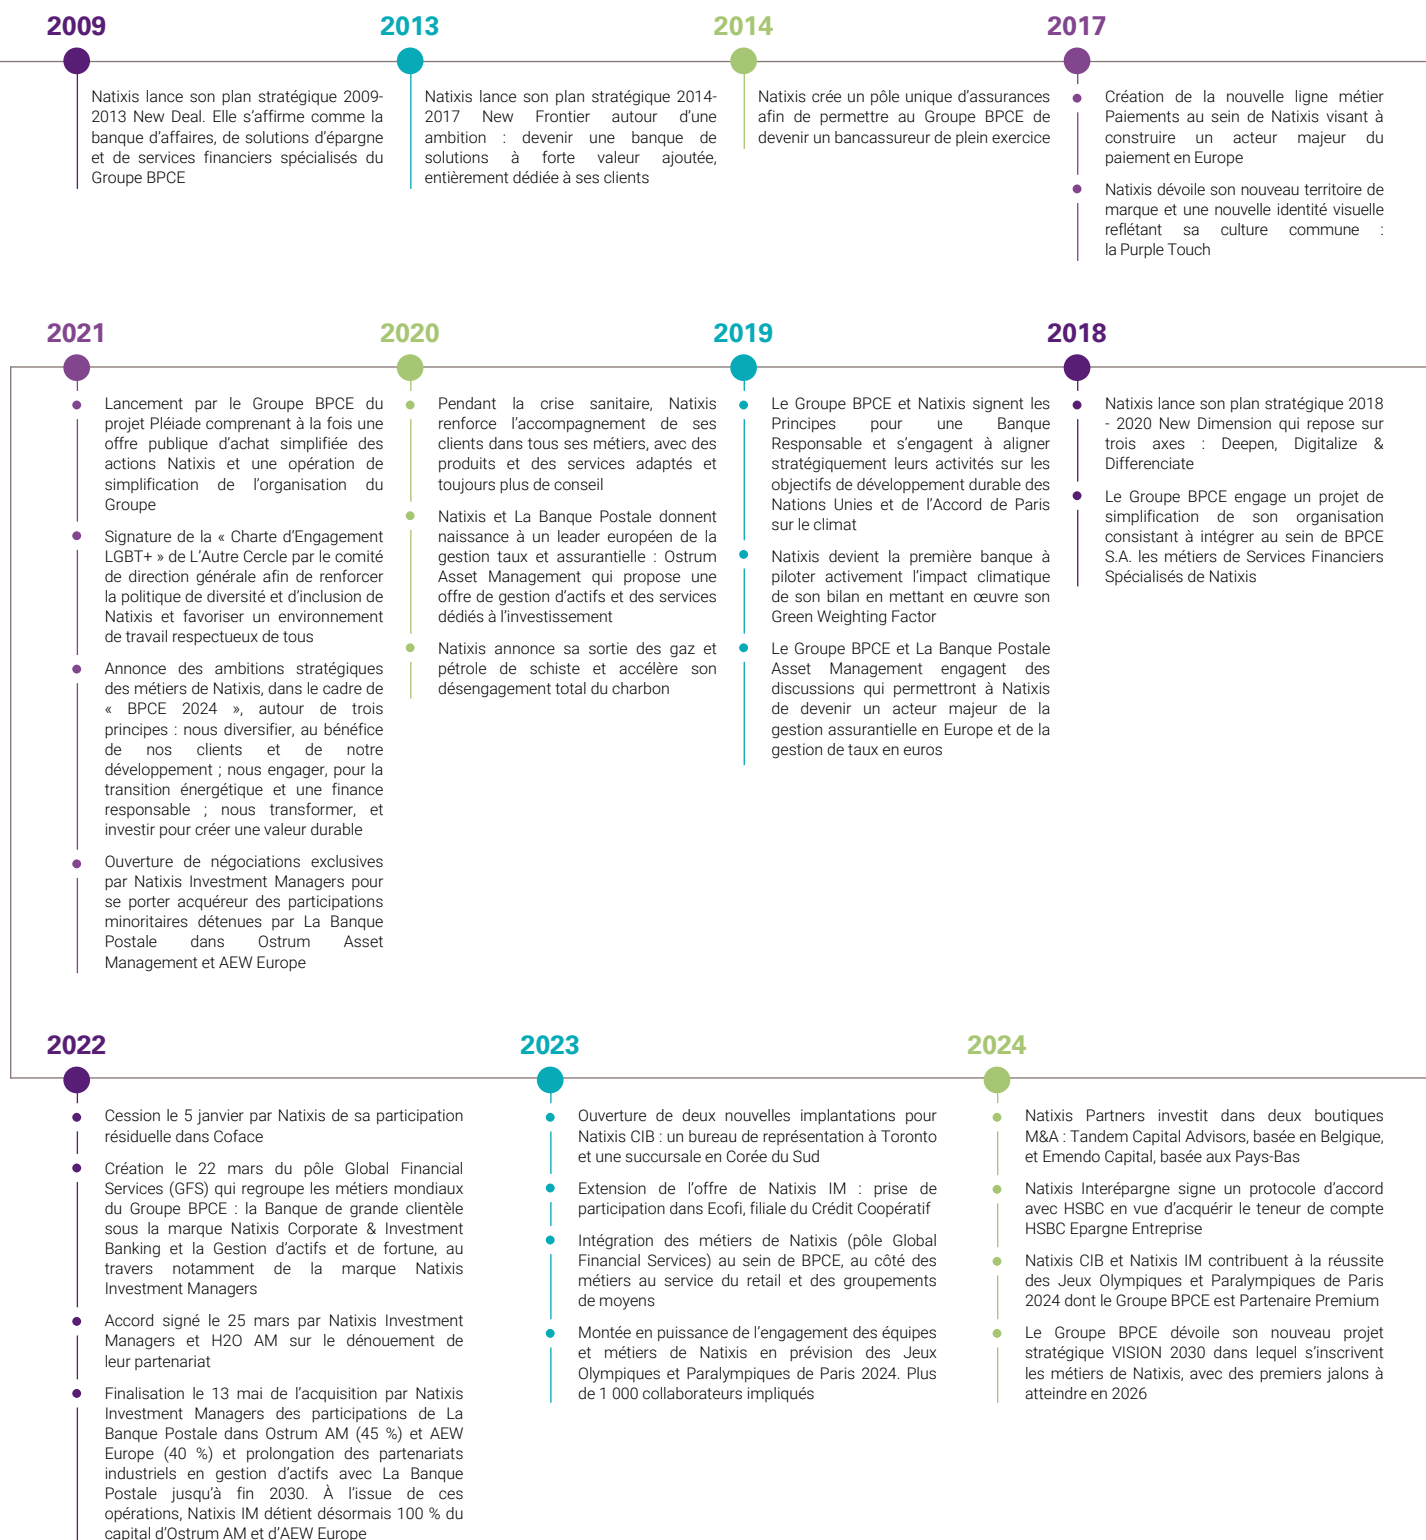 2009
Natixis lance son plan stratégique 2009-
2013 New Deal. Elle s'affirme comme la
banque d'affaires, de solutions d'épargne
et de services financiers spécialisés du
Groupe BPCE
2013
Natixis lance son plan stratégique 2014-
2017 New Frontier autour d'une
ambition : devenir une banque de
solutions à forte valeur ajoutée,
entièrement dédiée à ses clients
2014
Natixis crée un pôle unique d'assurances
afin de permettre au Groupe BPCE de
devenir un bancassureur de plein exercice
2017
Création de la nouvelle ligne métier
Paiements au sein de Natixis visant à
construire un acteur majeur du
paiement en Europe
Natixis dévoile son nouveau territoire de
marque et une nouvelle identité visuelle
reflétant sa culture commune :
la Purple Touch
2021
Lancement par le Groupe BPCE du
projet Pléiade comprenant à la fois une
offre publique d'achat simplifiée des
actions Natixis et une opération de
simplification de l'organisation du
Groupe
Signature de la « Charte d'Engagement
LGBT+ » de L'Autre Cercle par le comité
de direction générale afin de renforcer
la politique de diversité et d'inclusion de
Natixis et favoriser un environnement
de travail respectueux de tous
Annonce des ambitions stratégiques
des métiers de Natixis, dans le cadre de
« BPCE 2024 », autour de trois
principes : nous diversifier, au bénéfice
de nos clients et de notre
développement ; nous engager, pour la
transition énergétique et une finance
responsable ; nous transformer, et
investir pour créer une valeur durable
Ouverture de négociations exclusives
par Natixis Investment Managers pour
se porter acquéreur des participations
minoritaires détenues par La Banque
Postale dans Ostrum Asset
Management et AEW Europe
2020
Pendant la crise sanitaire, Natixis
renforce l'accompagnement de ses
clients dans tous ses métiers, avec des
produits et des services adaptés et
toujours plus de conseil
Natixis et La Banque Postale donnent
naissance à un leader européen de la
gestion taux et assurantielle : Ostrum
Asset Management qui propose une
offre de gestion d'actifs et des services
dédiés à l'investissement
Natixis annonce sa sortie des gaz et
pétrole de schiste et accélère son
désengagement total du charbon
2019
Le Groupe BPCE et Natixis signent les
Principes pour une Banque
Responsable et s'engagent à aligner
stratégiquement leurs activités sur les
objectifs de développement durable des
Nations Unies et de l'Accord de Paris
sur le climat
Natixis devient la première banque à
piloter activement l'impact climatique
de son bilan en mettant en œuvre son
Green Weighting Factor
Le Groupe BPCE et La Banque Postale
Asset Management engagent des
discussions qui permettront à Natixis
de devenir un acteur majeur de la
gestion assurantielle en Europe et de la
gestion de taux en euros
2018
Natixis lance son plan stratégique 2018
- 2020 New Dimension qui repose sur
trois axes : Deepen, Digitalize &
Differenciate
Le Groupe BPCE engage un projet de
simplification de son organisation
consistant à intégrer au sein de BPCE
S.A. les métiers de Services Financiers
Spécialisés de Natixis
2022
Cession le 5 janvier par Natixis de sa participation
résiduelle dans Coface
Création le 22 mars du pôle Global Financial
Services (GFS) qui regroupe les métiers mondiaux
du Groupe BPCE : la Banque de grande clientèle
sous la marque Natixis Corporate & Investment
Banking et la Gestion d'actifs et de fortune, au
travers notamment de la marque Natixis
Investment Managers
Accord signé le 25 mars par Natixis Investment
Managers et H2O AM sur le dénouement de
leur partenariat
Finalisation le 13 mai de l'acquisition par Natixis
Investment Managers des participations de La
Banque Postale dans Ostrum AM (45 %) et AEW
Europe (40 %) et prolongation des partenariats
industriels en gestion d'actifs avec La Banque
Postale jusqu'à fin 2030. À l'issue de ces
opérations, Natixis IM détient désormais 100 % du
capital d'Ostrum AM et d'AEW Europe
2023
Ouverture de deux nouvelles implantations pour
Natixis CIB : un bureau de représentation à Toronto
et une succursale en Corée du Sud
Extension de l'offre de Natixis IM : prise de
participation dans Ecofi, filiale du Crédit Coopératif
Intégration des métiers de Natixis (pôle Global
Financial Services) au sein de BPCE, au côté des
métiers au service du retail et des groupements
de moyens
Montée en puissance de l'engagement des équipes
et métiers de Natixis en prévision des Jeux
Olympiques et Paralympiques de Paris 2024. Plus
de 1 000 collaborateurs impliqués
2024
Natixis Partners investit dans deux boutiques
M&A : Tandem Capital Advisors, basée en Belgique,
et Emendo Capital, basée aux Pays-Bas
Natixis Interépargne signe un protocole d'accord
avec HSBC en vue d'acquérir le teneur de compte
HSBC Epargne Entreprise
Natixis CIB et Natixis IM contribuent à la réussite
des Jeux Olympiques et Paralympiques de Paris
2024 dont le Groupe BPCE est Partenaire Premium
Le Groupe BPCE dévoile son nouveau projet
stratégique VISION 2030 dans lequel s'inscrivent
les métiers de Natixis, avec des premiers jalons à
atteindre en 2026